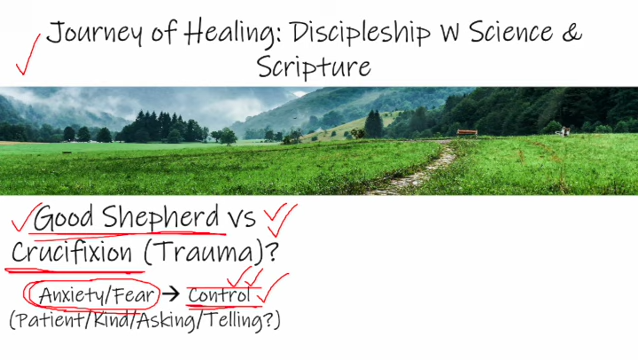 Journey of Healing: Discipleship W Science &
Scripture
Good Shepherd vs
Crucifixion (Trauma)?
Anxiety/Fear → Control
(Patient/Kind/Asking/Telling?)